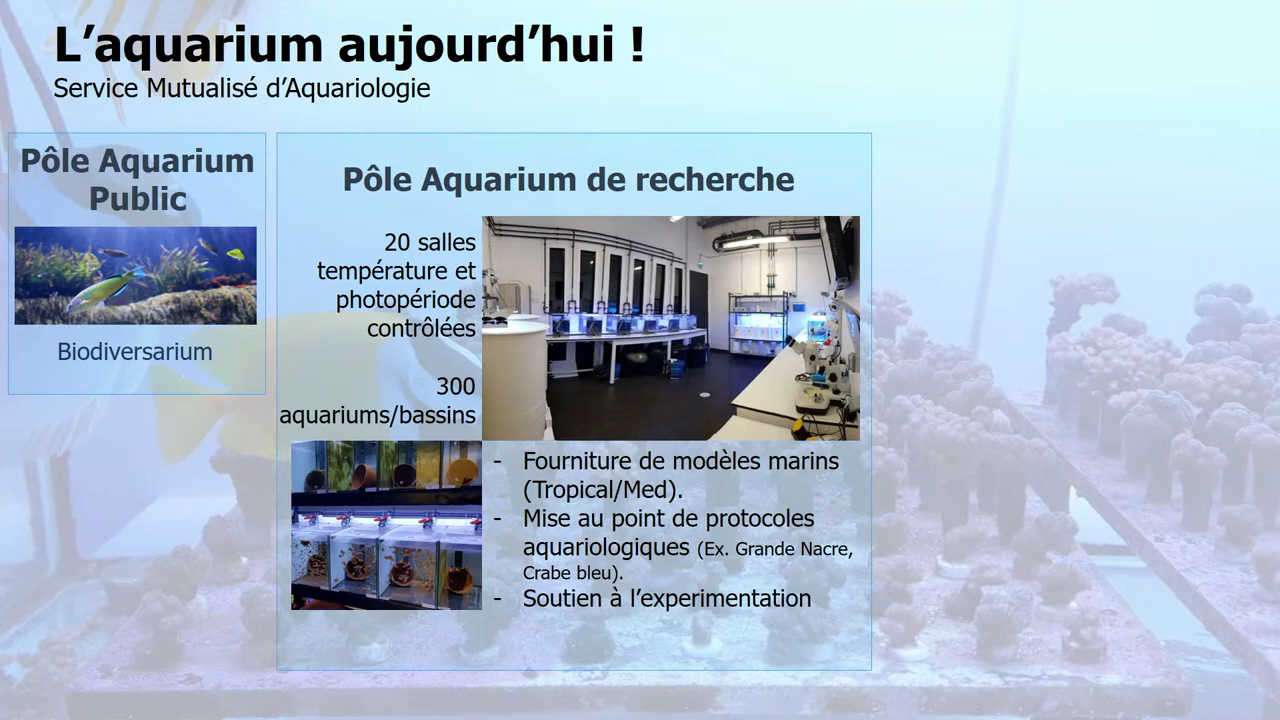 L’aquarium aujourd’hui !
Service Mutualisé d’Aquariologie
Pôle Aquarium
Public
Biodiversarium
Pôle Aquarium de recherche
20 salles
température et
photopériode
contrôlées
300
aquariums/bassins
- Fourniture de modèles marins
(Tropical/Med).
- Mise au point de protocoles
aquariologiques (Ex. Grande Nacre,
Crabe bleu).
- Soutien à l’experimentation